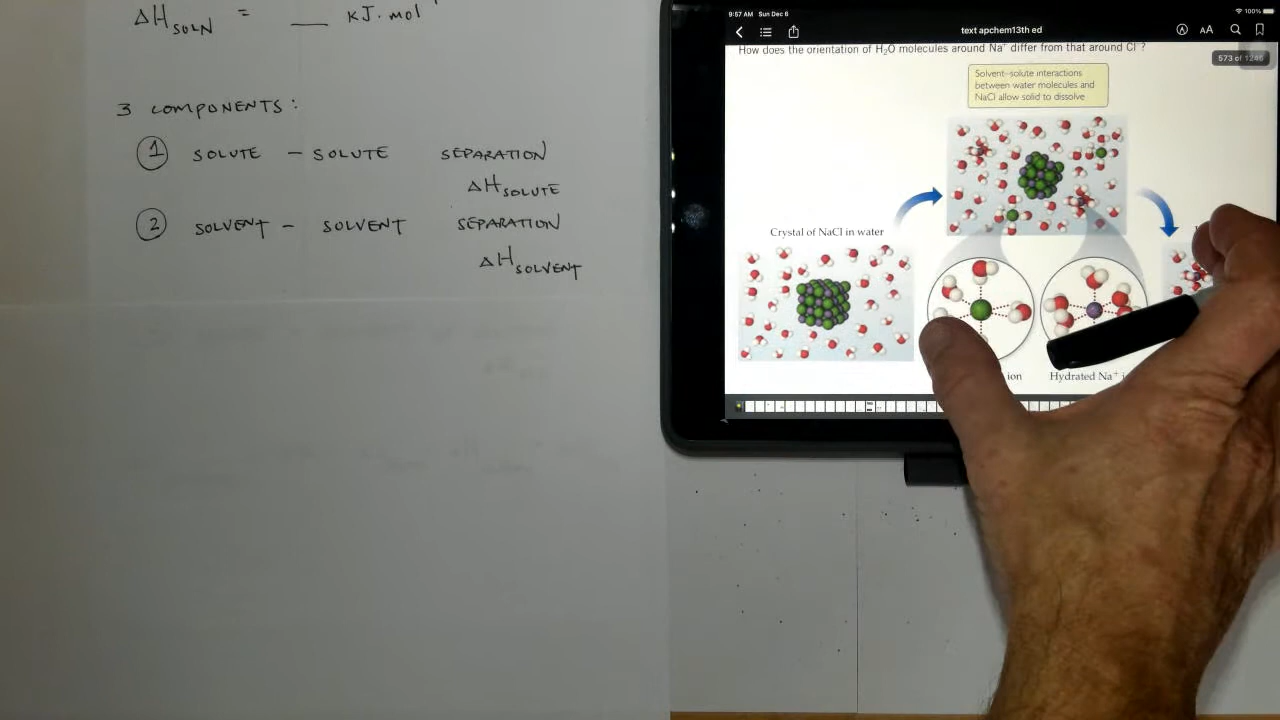 ΔH SOLN = __ KJ.mol
3 COMPONENTS:
① SOLUTE - SOLUTE SEPARATION
ΔH SOLUTE
② SOLVENT - SOLVENT SEPARATION
ΔH SOLVENT
9:57 AM Sun Dec 6
100%
text apchem13th ed
AA
How does the orientation of H₂O molecules around Na⁺ differ from that around Cl⁻?
573 of 1246
Solvent–solute interactions
between water molecules and
NaCl allow solid to dissolve
Crystal of NaCl in water
ion
Hydrated Na⁺